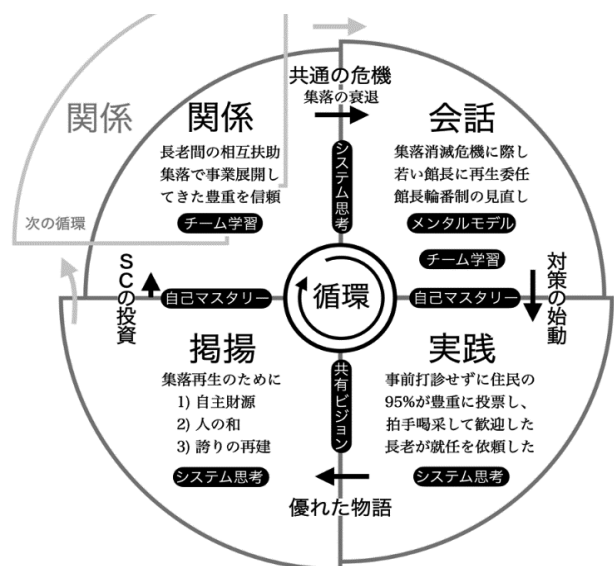 共通の危機
集落の衰退
関係
関係
長老間の相互扶助
集落で事業展開し
てきた豊重を信頼
チーム学習
次の循環
システム思考
会話
集落消滅危機に際し
若い館長に再生委任
館長輪番制の見直し
メンタルモデル
チーム学習
SCの投資
自己マスタリー
循環
自己マスタリー
対策の始動
掲揚
集落再生のために
1) 自主財源
2) 人の和
3) 誇りの再建
システム思考
共有ビジョン
実践
事前打診せずに住民の
95%が豊重に投票し、
拍手喝采して歓迎した
長老が就任を依頼した
システム思考
優れた物語